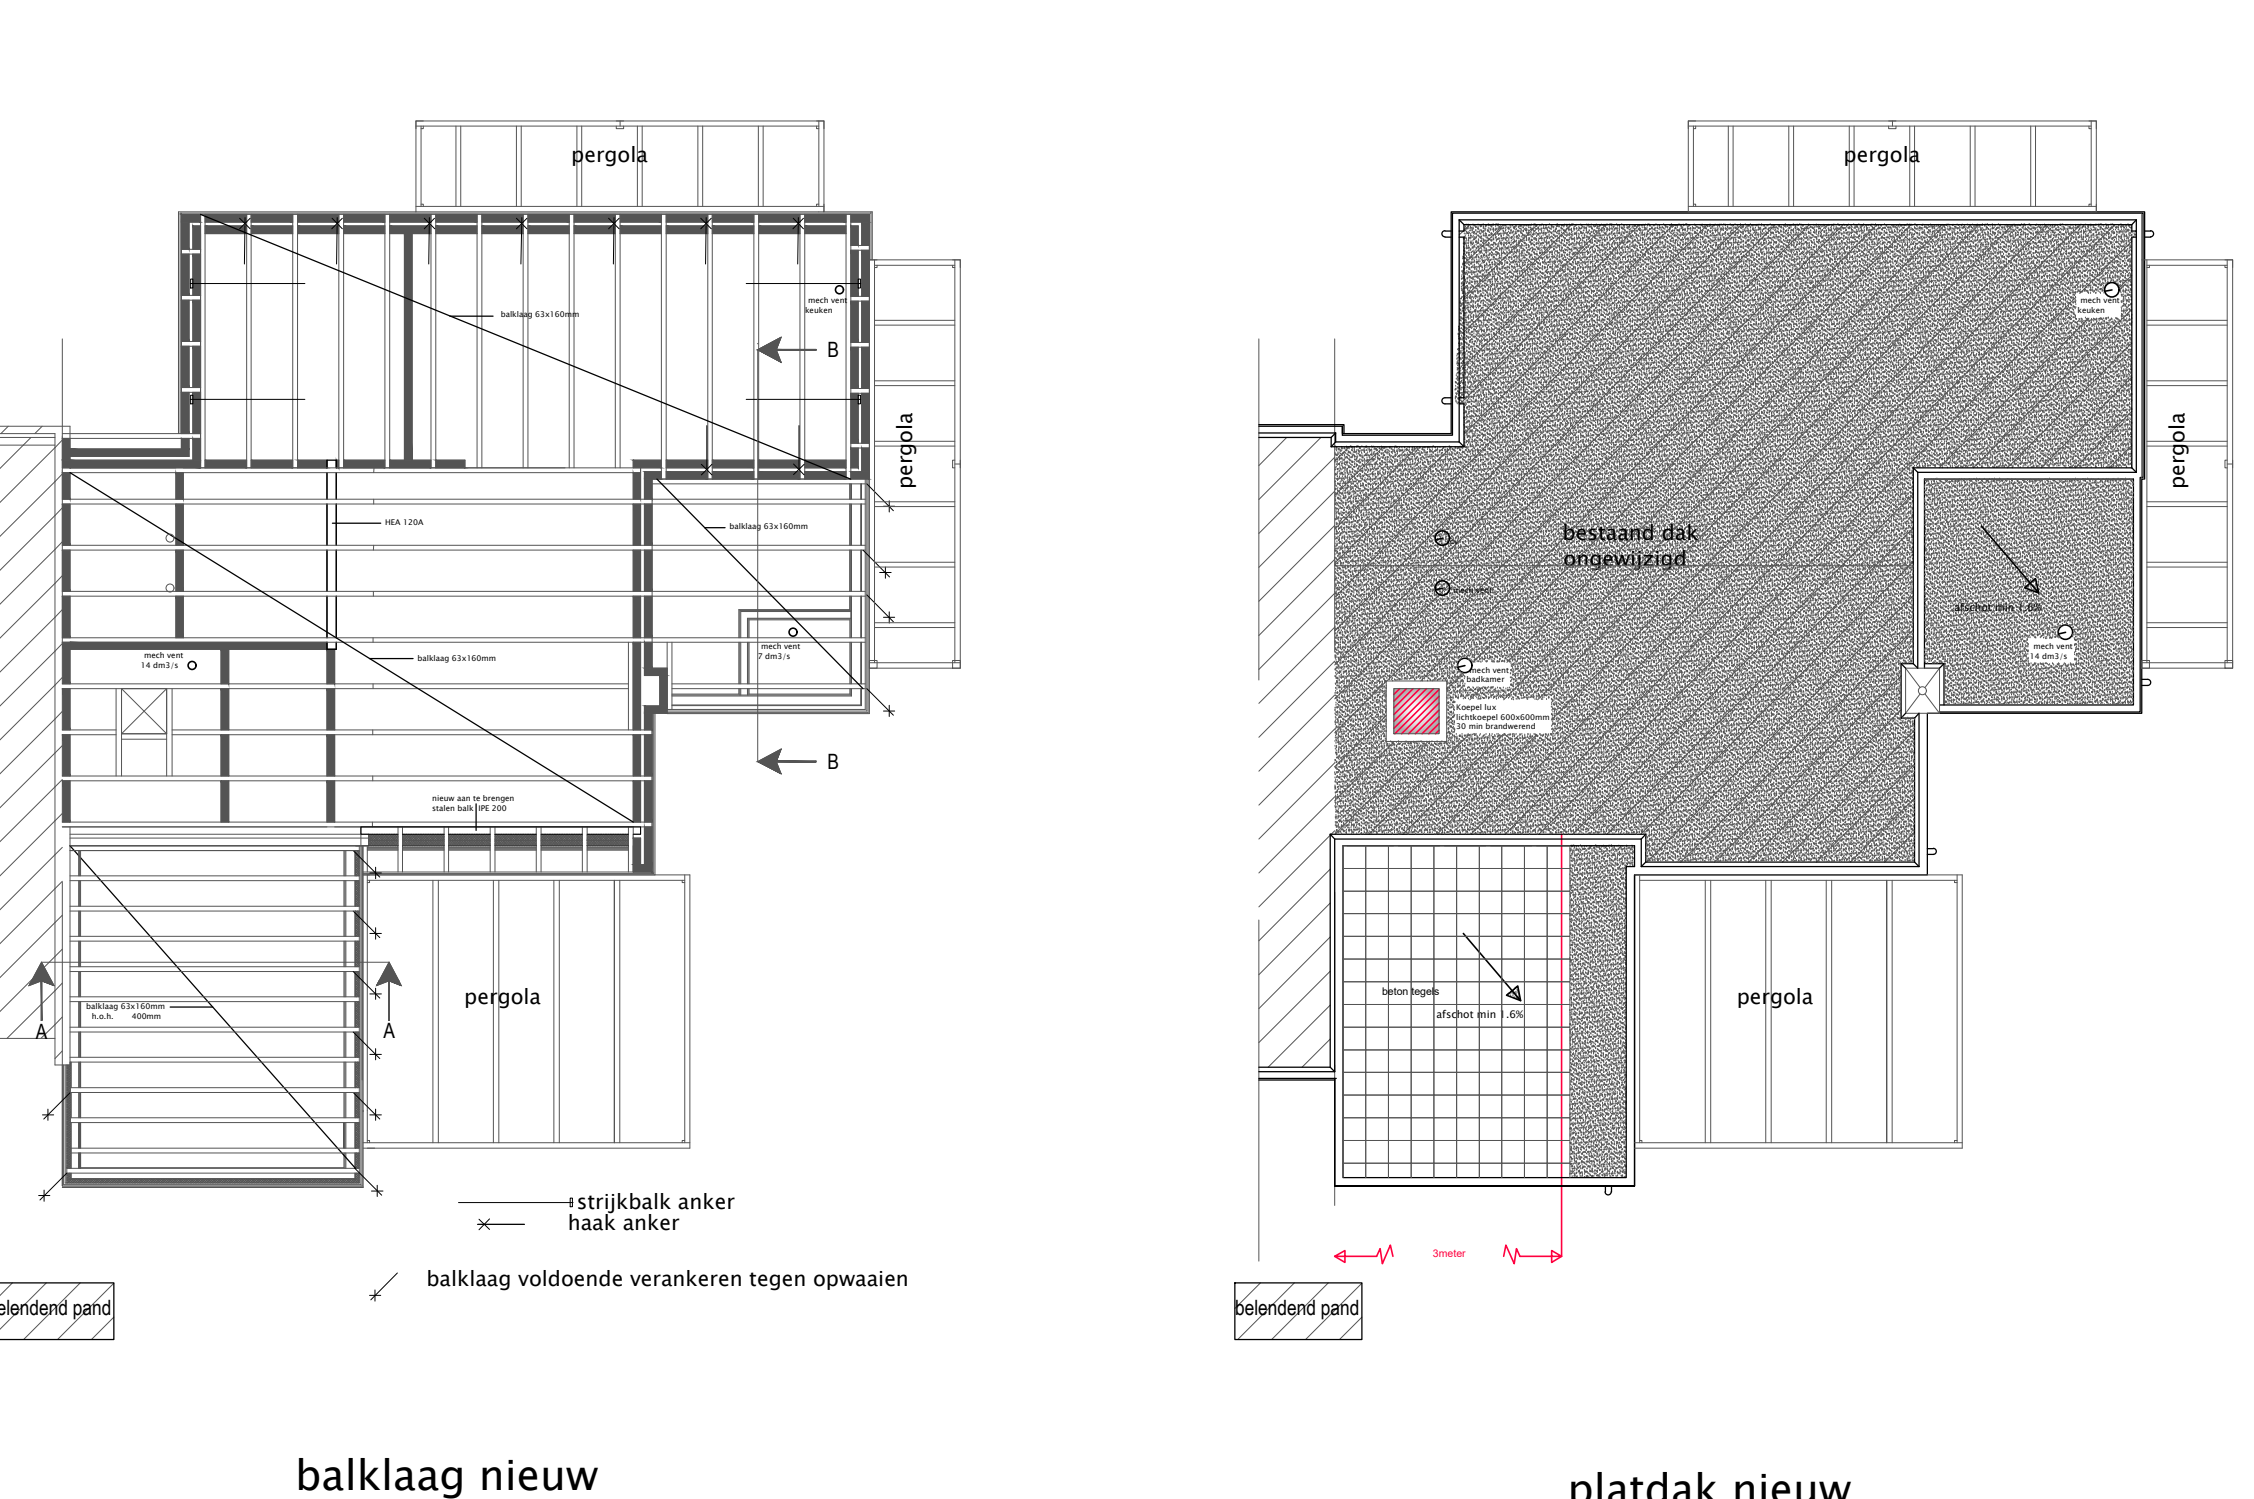 pergola
mech vent
keuken
balklaag 63x160mm
B
pergola
HEA 120A
balklaag 63x160mm
mech vent
14 dm3/s
balklaag 63x160mm
mech vent
7 dm3/s
B
nieuw aan te brengen
stalen balk IPE 200
balklaag 63x160mm
h.o.h. 400mm
A
A
pergola
strijkbalk anker
haak anker
balklaag voldoende verankeren tegen opwaaien
elendend pand
balklaag nieuw
pergola
mech vent
keuken
pergola
bestaand dak
ongewijzigd
mech vent
afschot min 1.6%
mech vent
14 dm3/s
mech vent
badkamer
Koepel lux
lichtkoepel 600x600mm
30 min brandwerend
beton tegels
afschot min 1.6%
pergola
3meter
belendend pand
platdak nieuw